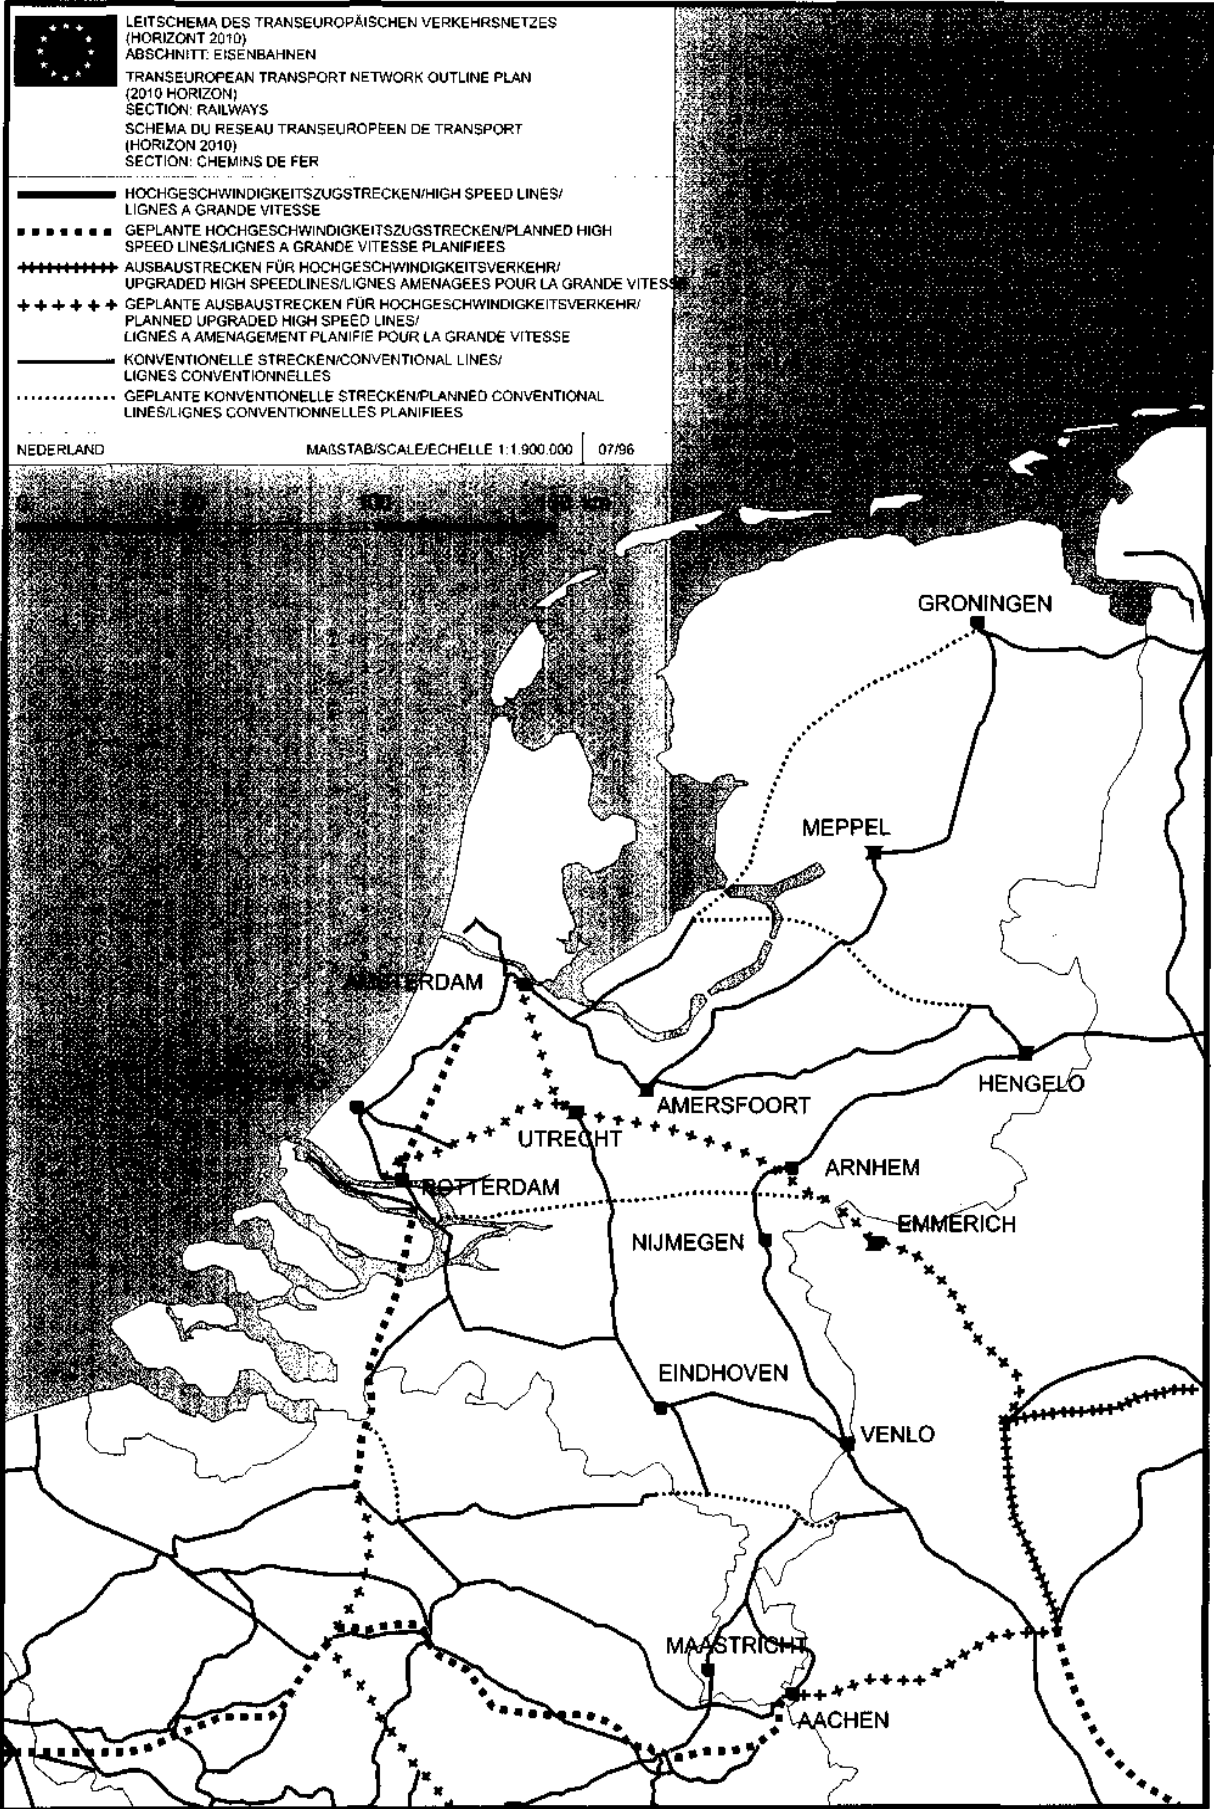 LEITSCHEMA DES TRANSEUROPÄISCHEN VERKEHRSNETZES
(HORIZONT 2010)
ABSCHNITT: EISENBAHNEN
TRANSEUROPEAN TRANSPORT NETWORK OUTLINE PLAN
(2010 HORIZON)
SECTION: RAILWAYS
SCHEMA DU RESEAU TRANSEUROPEEN DE TRANSPORT
(HORIZON 2010)
SECTION: CHEMINS DE FER
HOCHGESCHWINDIGKEITSZUGSTRECKEN/HIGH SPEED LINES/
LIGNES A GRANDE VITESSE
GEPLANTE HOCHGESCHWINDIGKEITSZUGSTRECKEN/PLANNED HIGH
SPEED LINES/LIGNES A GRANDE VITESSE PLANIFIEES
AUSBAUSTRECKEN FÜR HOCHGESCHWINDIGKEITSVERKEHR/
UPGRADED HIGH SPEEDLINES/LIGNES AMENAGEES POUR LA GRANDE VITESSE
GEPLANTE AUSBAUSTRECKEN FÜR HOCHGESCHWINDIGKEITSVERKEHR/
PLANNED UPGRADED HIGH SPEED LINES/
LIGNES A AMENAGEMENT PLANIFIE POUR LA GRANDE VITESSE
KONVENTIONELLE STRECKEN/CONVENTIONAL LINES/
LIGNES CONVENTIONNELLES
GEPLANTE KONVENTIONELLE STRECKEN/PLANNED CONVENTIONAL
LINES/LIGNES CONVENTIONNELLES PLANIFIEES
NEDERLAND MAßSTAB/SCALE/ECHELLE 1:1.900.000 07/96
100
km
GRONINGEN
MEPPEL
AMSTERDAM
HENGELO
AMERSFOORT
UTRECHT
ARNHEM
ROTTERDAM
EMMERICH
NIJMEGEN
EINDHOVEN
VENLO
MAASTRICHT
AACHEN